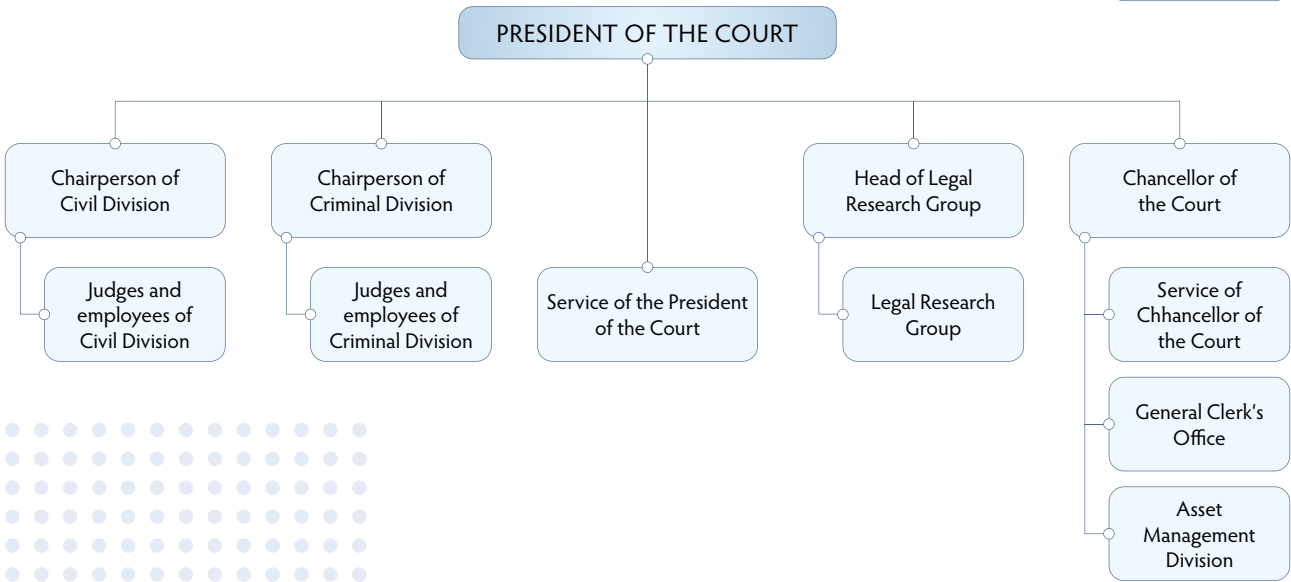 PRESIDENT OF THE COURT
Chairperson of
Civil Division
Chairperson of
Criminal Division
Head of Legal
Research Group
Chancellor of
the Court
Judges and
employees of
Civil Division
Judges and
employees of
Criminal Division
Service of the President
of the Court
Legal Research
Group
Service of
Chhancellor of
the Court
General Clerk's
Office
Asset
Management
Division